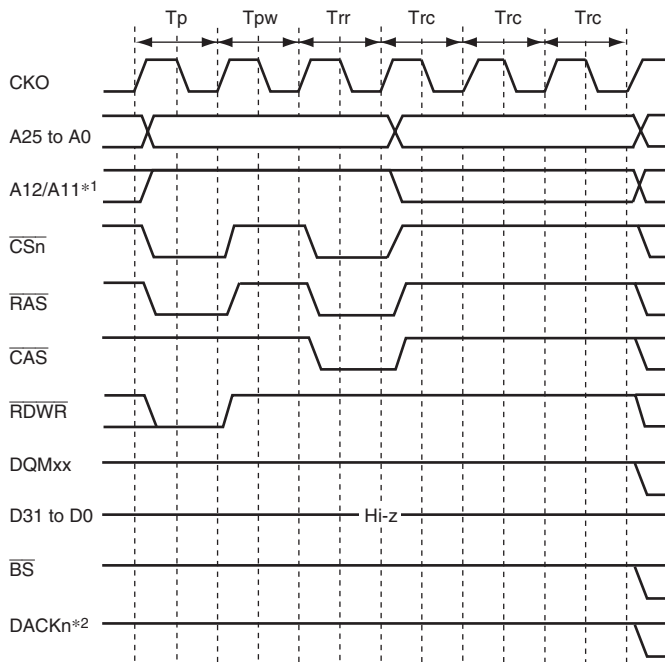 Tp Tpw Trr Trc Trc Trc
CKO
A25 to A0
A12/A11*1
CSn
RAS
CAS
RDWR
DQMxx
D31 to D0 Hi-z
BS
DACKn*2